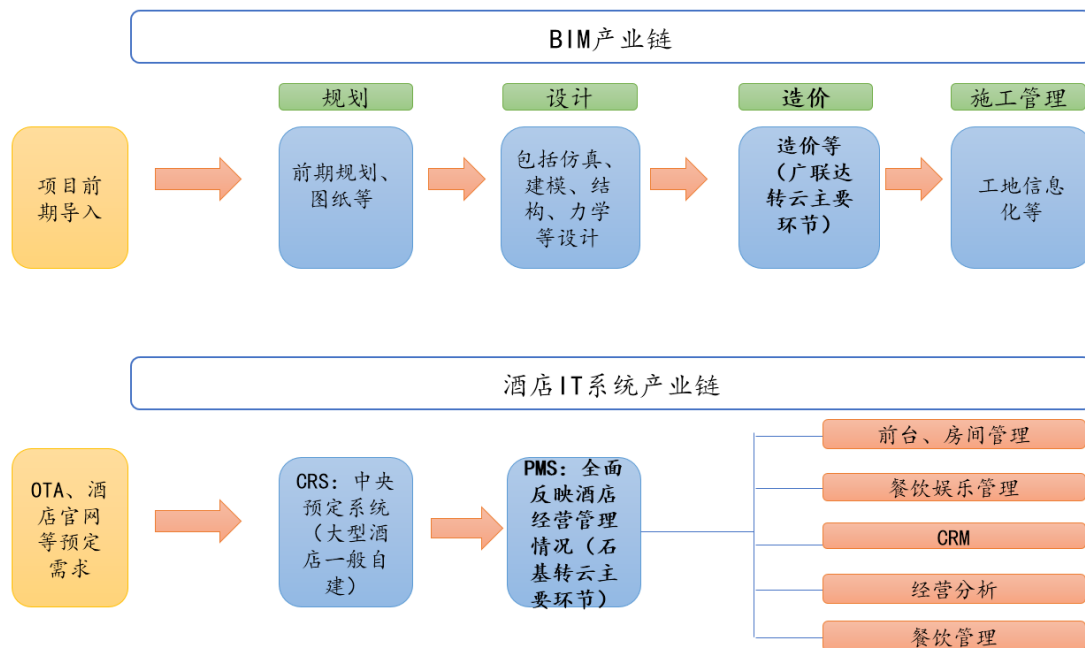 BIM产业链
规划
设计
造价
施工管理
项目前
期导入
前期规划、
图纸等
包括仿真、
建模、结
构、力学
等设计
造价等
（广联达
转云主要
环节）
工地信息
化等
酒店IT系统产业链
OTA、酒
店官网
等预定
需求
CRS：中央
预定系统
（大型酒
店一般自
建）
PMS：全面
反映酒店
经营管理
情况（石
基转云主
要环节）
前台、房间管理
餐饮娱乐管理
CRM
经营分析
餐饮管理